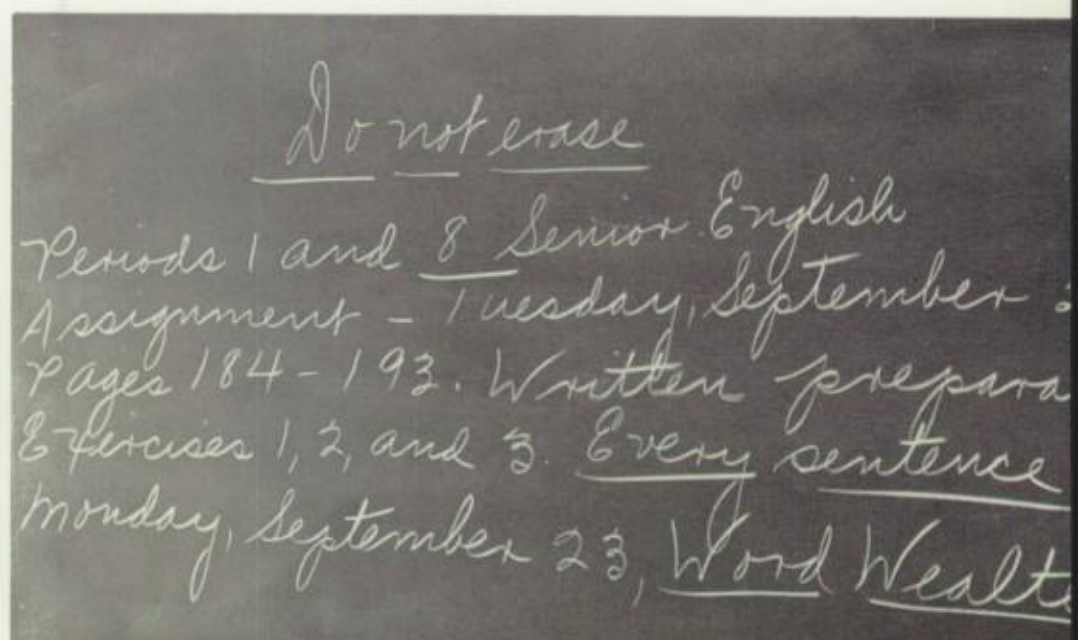 Do not erase
Periods 1 and 8 Senior English
Assignment - Tuesday, September
Pages 184-193. Written prepara
Exercises 1, 2, and 3. Every sentence
Monday, September 23, Word Wealt